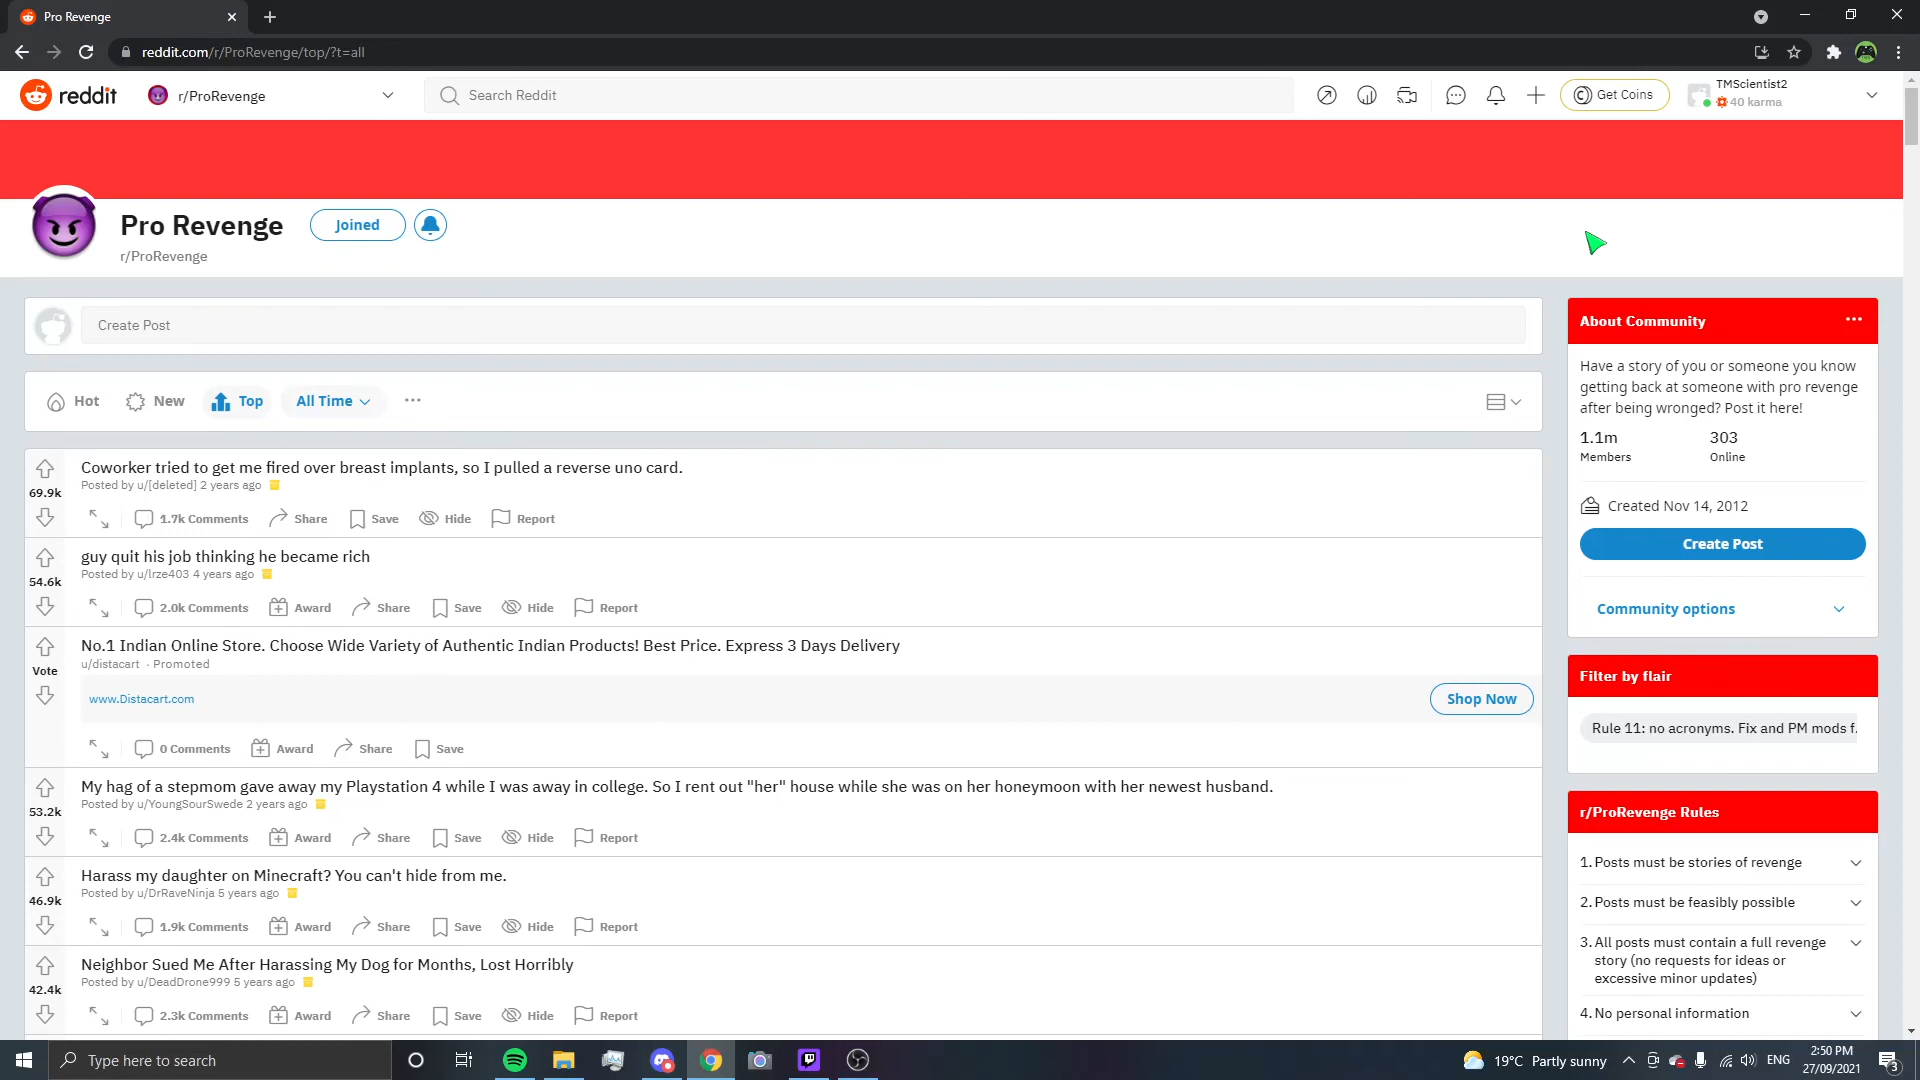 Pro Revenge
reddit.com/r/ProRevenge/top/?t=all
reddit
r/ProRevenge
Search Reddit
Get Coins
TMScientist2
40 karma
Pro Revenge
Joined
r/ProRevenge
Create Post
Hot
New
Top
All Time
Coworker tried to get me fired over breast implants, so I pulled a reverse uno card.
Posted by u/[deleted] 2 years ago
69.9k
1.7k Comments Share Save Hide Report
guy quit his job thinking he became rich
Posted by u/lrze403 4 years ago
54.6k
2.0k Comments Award Share Save Hide Report
No.1 Indian Online Store. Choose Wide Variety of Authentic Indian Products! Best Price. Express 3 Days Delivery
u/distacart · Promoted
Vote
www.Distacart.com
Shop Now
0 Comments Award Share Save
My hag of a stepmom gave away my Playstation 4 while I was away in college. So I rent out "her" house while she was on her honeymoon with her newest husband.
Posted by u/YoungSourSwede 2 years ago
53.2k
2.4k Comments Award Share Save Hide Report
Harass my daughter on Minecraft? You can't hide from me.
Posted by u/DrRaveNinja 5 years ago
46.9k
1.9k Comments Award Share Save Hide Report
Neighbor Sued Me After Harassing My Dog for Months, Lost Horribly
Posted by u/DeadDrone999 5 years ago
42.4k
2.3k Comments Award Share Save Hide Report
About Community
Have a story of you or someone you know
getting back at someone with pro revenge
after being wronged? Post it here!
1.1m 303
Members Online
Created Nov 14, 2012
Create Post
Community options
Filter by flair
Rule 11: no acronyms. Fix and PM mods f.
r/ProRevenge Rules
1. Posts must be stories of revenge
2. Posts must be feasibly possible
3. All posts must contain a full revenge
story (no requests for ideas or
excessive minor updates)
4. No personal information
Type here to search
19°C Partly sunny
ENG
2:50 PM
27/09/2021
3